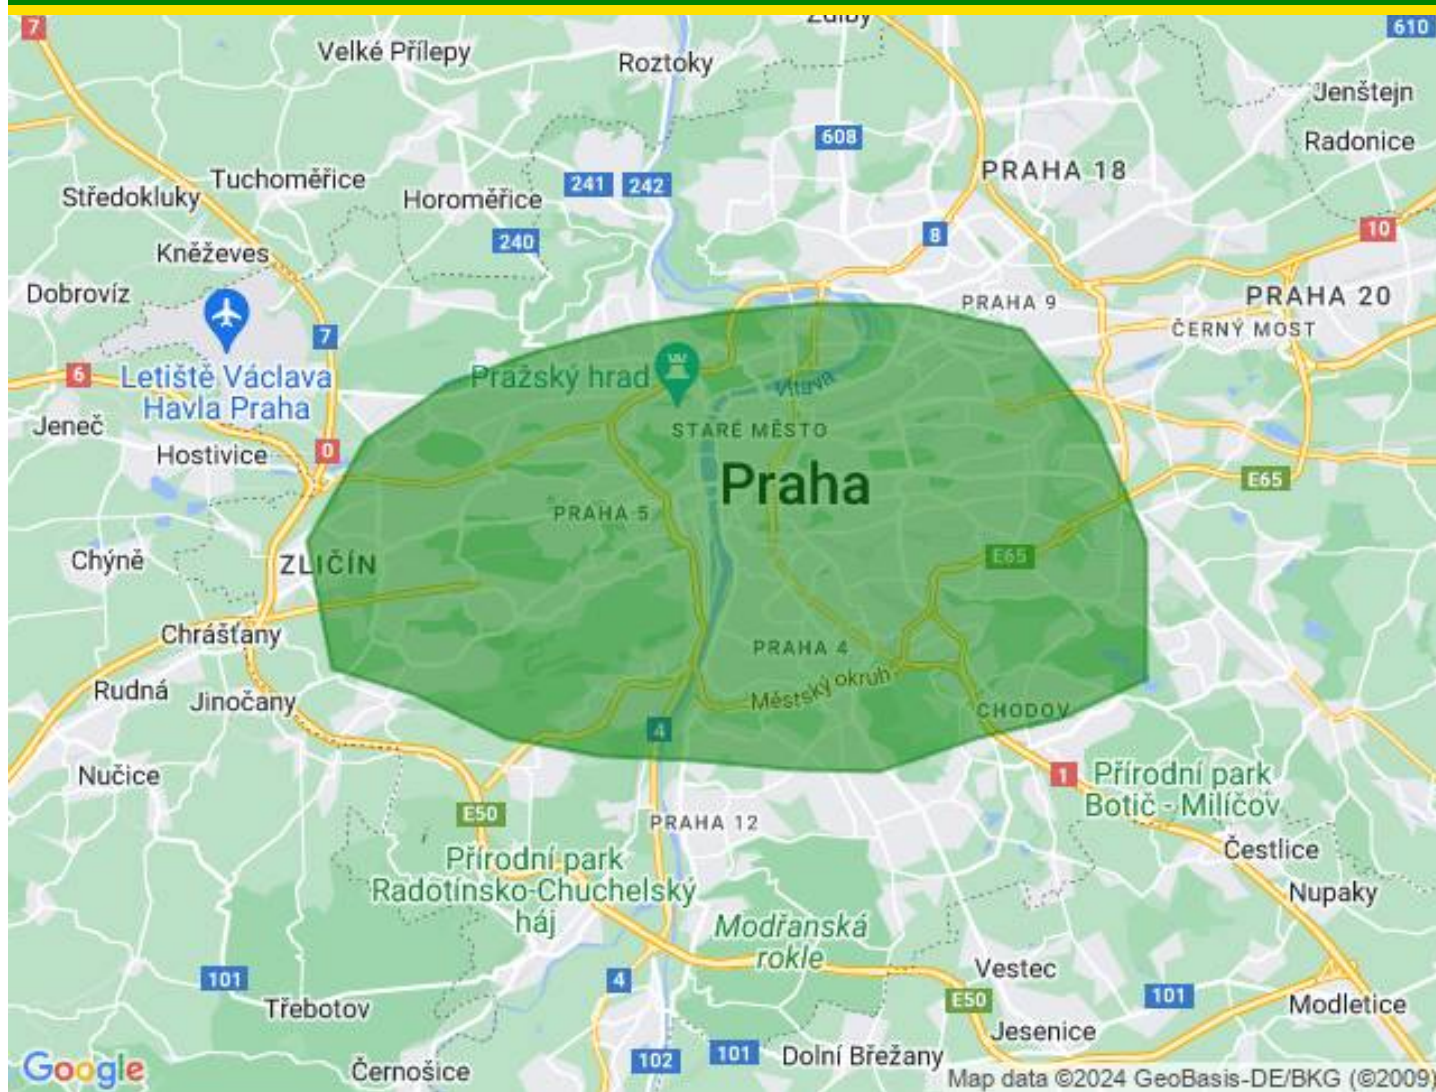 Zdiby
7
610
Velké Přílepy
Roztoky
Jenštejn
608
Radonice
PRAHA 18
Tuchoměřice
241
242
Středokluky
Horoměřice
10
8
240
Kněževes
Dobrovíz
PRAHA 9
PRAHA 20
ČERNÝ MOST
7
6
Letiště Václava
Havla Praha
Pražský hrad
Vltava
Jeneč
STARÉ MĚSTO
Hostivice
0
Praha
E65
PRAHA 5
Chýně
ZLIČÍN
E65
Chrášťany
PRAHA 4
Rudná
Jinočany
Městský okruh
CHODOV
4
Nučice
1
Přírodní park
Botič - Milíčov
E50
PRAHA 12
Čestlice
Přírodní park
Radotínsko-Chuchelský
háj
Nupaky
Modřanská
rokle
101
4
Vestec
E50
101
Třebotov
Modletice
Jesenice
102
101
Dolní Břežany
Google
Černošice
Map data ©2024 GeoBasis-DE/BKG (©2009)